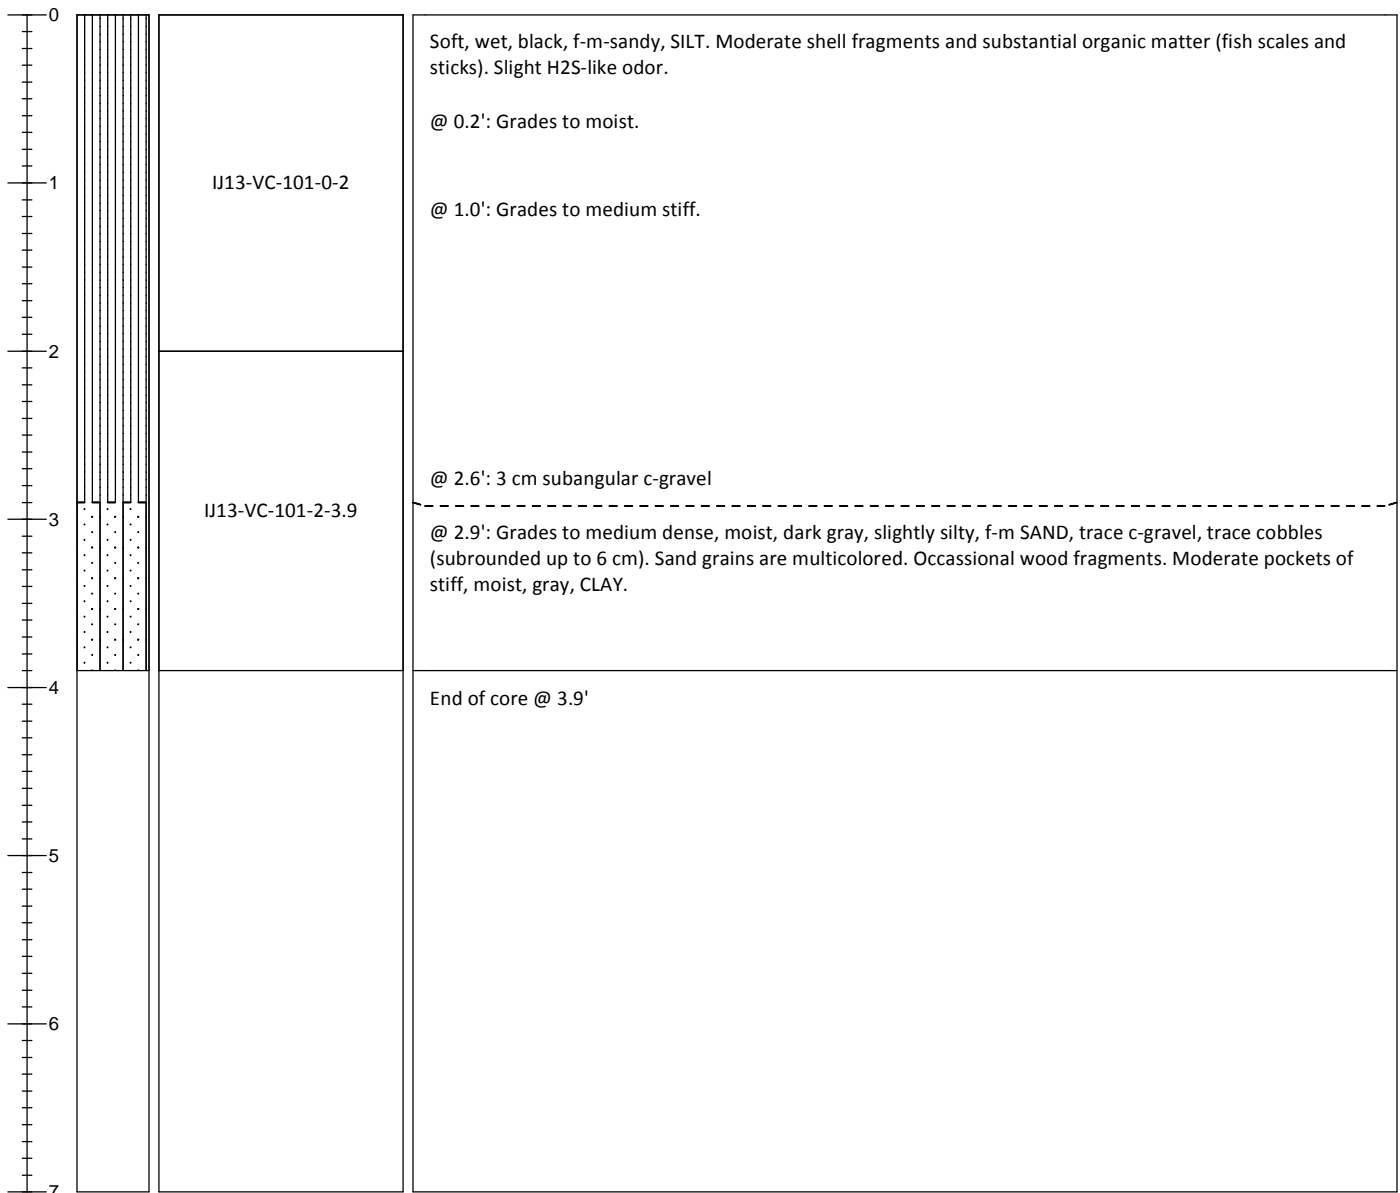 0
Soft, wet, black, f-m-sandy, SILT. Moderate shell fragments and substantial organic matter (fish scales and
sticks). Slight H2S-like odor.
@ 0.2': Grades to moist.
1
IJ13-VC-101-0-2
@ 1.0': Grades to medium stiff.
2
@ 2.6': 3 cm subangular c-gravel
IJ13-VC-101-2-3.9
3
@ 2.9': Grades to medium dense, moist, dark gray, slightly silty, f-m SAND, trace c-gravel, trace cobbles
(subrounded up to 6 cm). Sand grains are multicolored. Occassional wood fragments. Moderate pockets of
stiff, moist, gray, CLAY.
4
End of core @ 3.9'
5
6
7